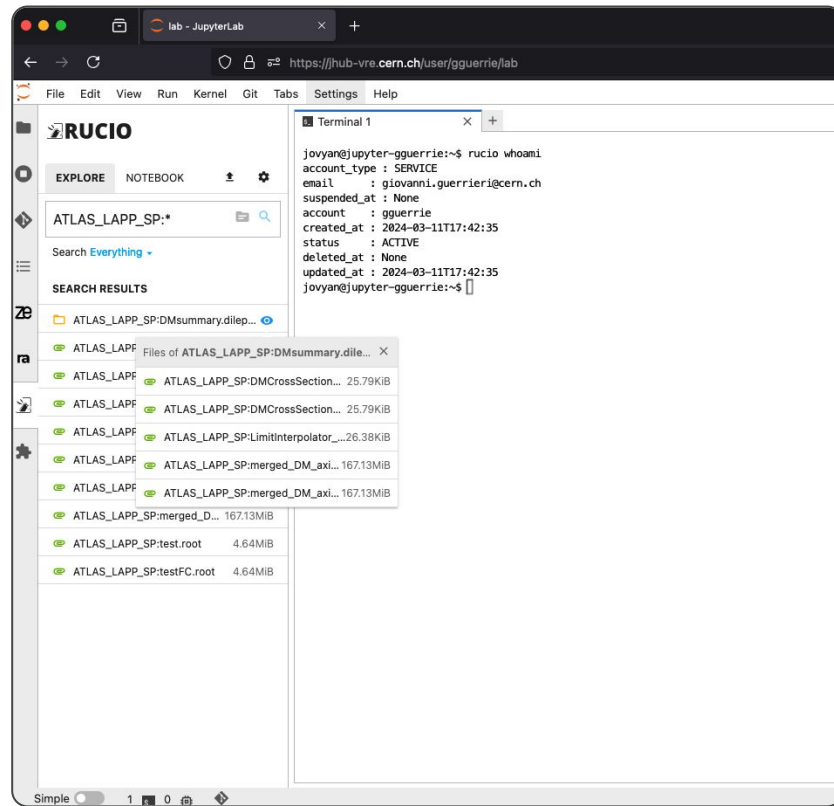 lab - JupyterLab
https://jhub-vre.cern.ch/user/gguerrie/lab
File Edit View Run Kernel Git Tabs Settings Help
RUCIO
EXPLORE NOTEBOOK
ATLAS_LAPP_SP:*
Search Everything
SEARCH RESULTS
ze
ra
ATLAS_LAPP_SP:DMsummary.dilep...
ATLAS_LAPP
ATLAS_LAPP
ATLAS_LAPP
ATLAS_LAPP
ATLAS_LAPP
ATLAS_LAPP
ATLAS_LAPP_SP:merged_D... 167.13MiB
ATLAS_LAPP_SP:test.root 4.64MiB
ATLAS_LAPP_SP:testFC.root 4.64MiB
Files of ATLAS_LAPP_SP:DMsummary.dile...
ATLAS_LAPP_SP:DMCrossSection... 25.79KiB
ATLAS_LAPP_SP:DMCrossSection... 25.79KiB
ATLAS_LAPP_SP:LimitInterpolator_...26.38KiB
ATLAS_LAPP_SP:merged_DM_axi... 167.13MiB
ATLAS_LAPP_SP:merged_DM_axi... 167.13MiB
Terminal 1
jovyan@jupyter-gguerrie:~$ rucio whoami
account_type : SERVICE
email : giovanni.guerrieri@cern.ch
suspended_at : None
account : gguerrie
created_at : 2024-03-11T17:42:35
status : ACTIVE
deleted_at : None
updated_at : 2024-03-11T17:42:35
jovyan@jupyter-gguerrie:~$
Simple 1 0